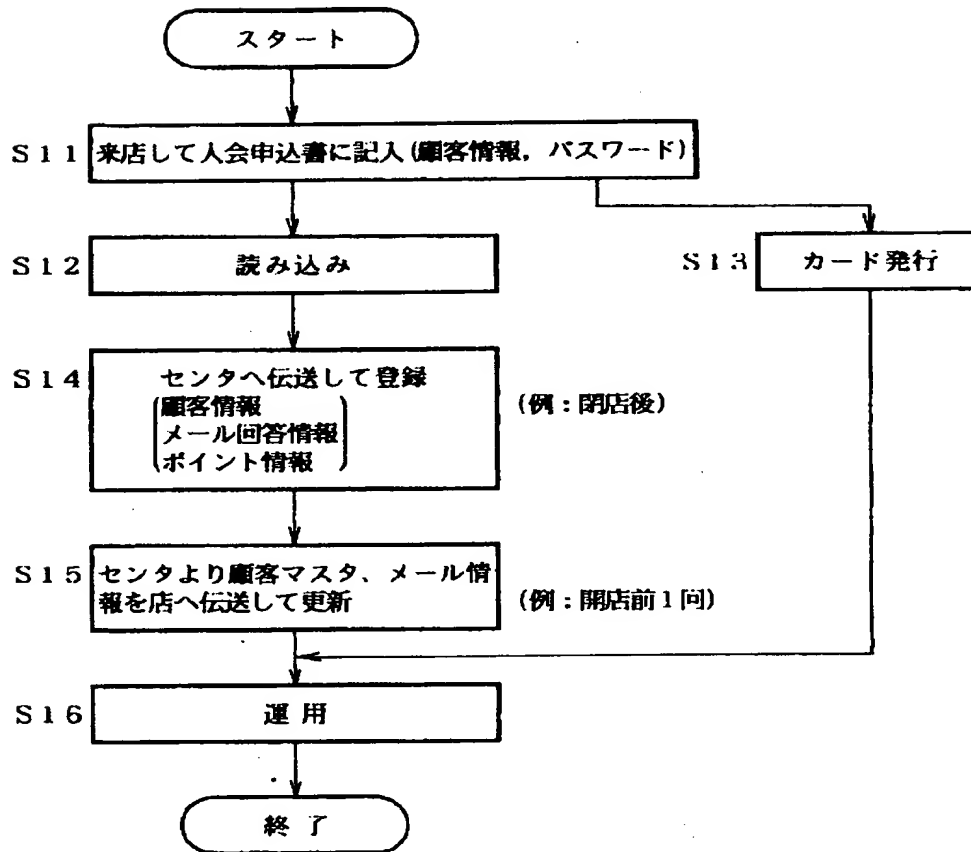 スタート
S11 来店して入会申込書に記入(顧客情報，パスワード)
S12 読み込み
S13 カード発行
S14 センタへ伝送して登録
顧客情報
メール回答情報
ポイント情報
(例：閉店後)
S15 センタより顧客マスタ、メール情
報を店へ伝送して更新
(例：開店前1回)
S16 運用
終了